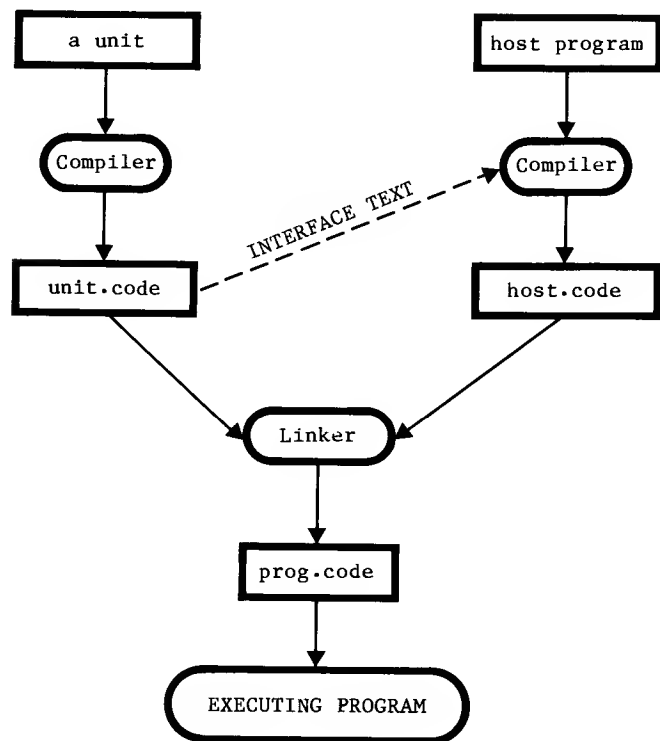 a unit
host program
Compiler
Compiler
INTERFACE TEXT
unit.code
host.code
Linker
prog.code
EXECUTING PROGRAM